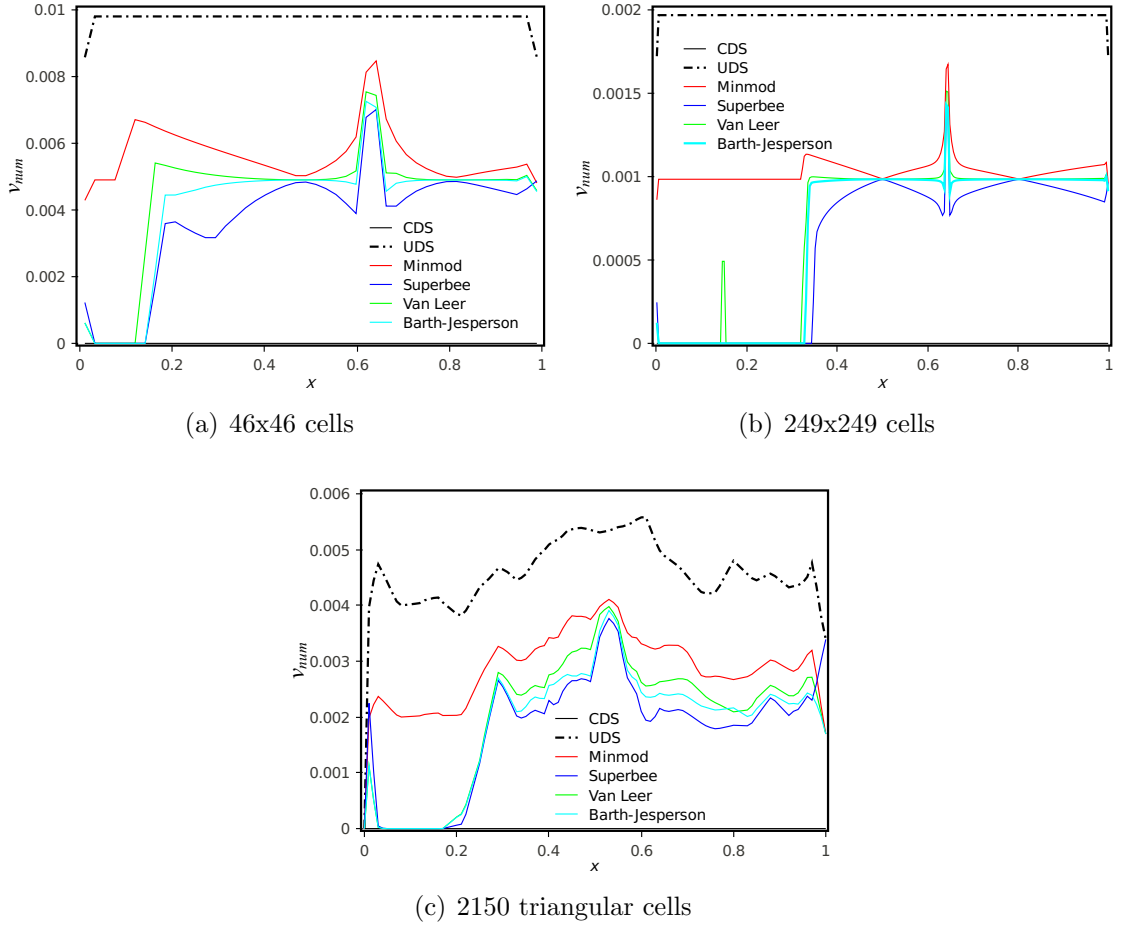 0.01
0.008
0.006
0.004
0.002
0
νnum
0 0.2 0.4 0.6 0.8 1
x
CDS
UDS
Minmod
Superbee
Van Leer
Barth-Jesperson
(a) 46x46 cells
0.002
0.0015
0.001
0.0005
0
νnum
0 0.2 0.4 0.6 0.8 1
x
CDS
UDS
Minmod
Superbee
Van Leer
Barth-Jesperson
(b) 249x249 cells
0.006
0.005
0.004
0.003
0.002
0.001
0
νnum
0 0.2 0.4 0.6 0.8 1
x
CDS
UDS
Minmod
Superbee
Van Leer
Barth-Jesperson
(c) 2150 triangular cells